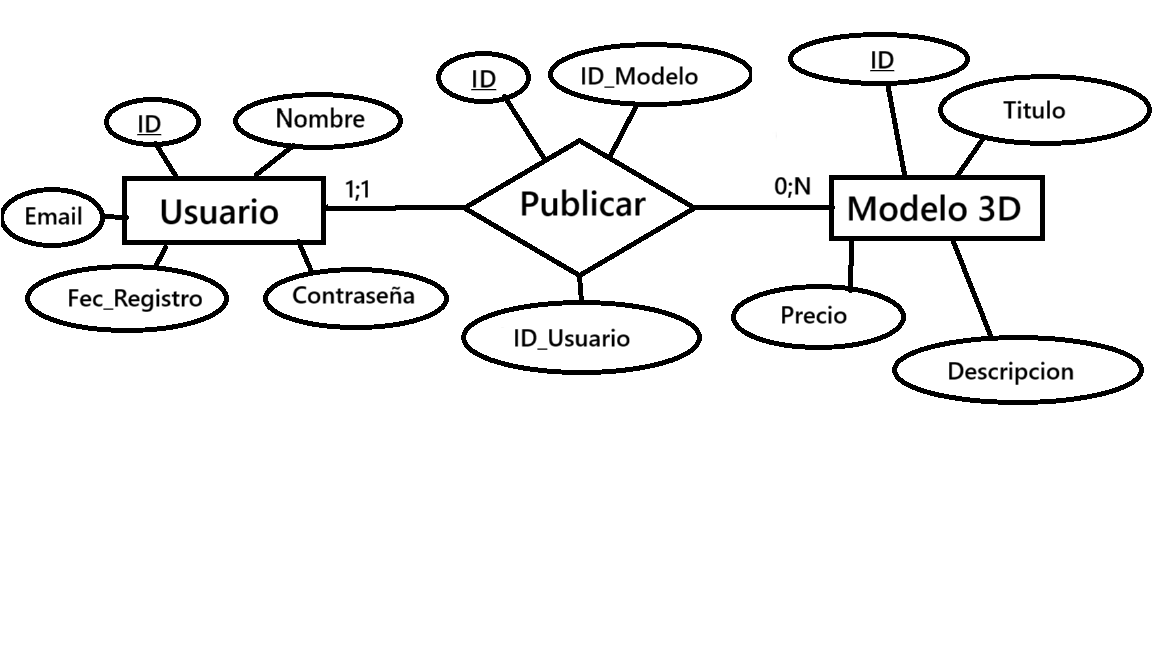 ID
Nombre
Email
Usuario
Fec_Registro
Contraseña
1;1
ID
ID_Modelo
Publicar
ID_Usuario
0;N
ID
Titulo
Modelo 3D
Precio
Descripcion